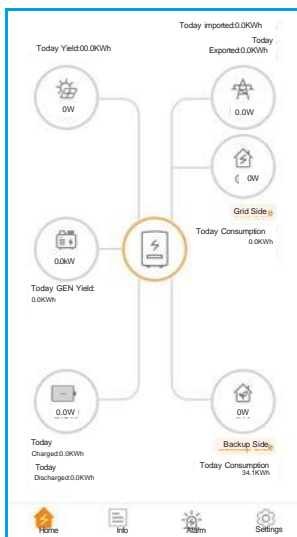 Today imported:0.0KWh
Today
Exported:0.0KWh
Today Yield:00.0KWh
0W
0.0W
0W
Grid Side
Today Consumption
0.0KWh
0.0kW
Today GEN Yield:
0.0KWh
0.0W
0W
Today
Charged:0.0KWh
Today
Discharged:0.0KWh
Backup Side
Today Consumption
34.1KWh
Home
Info
Alarm
Settings